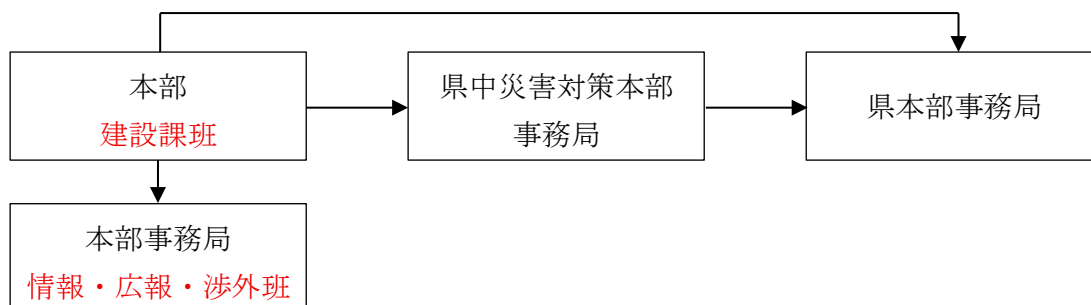 本部
建設課班
県中災害対策本部
事務局
県本部事務局
本部事務局
情報・広報・渉外班